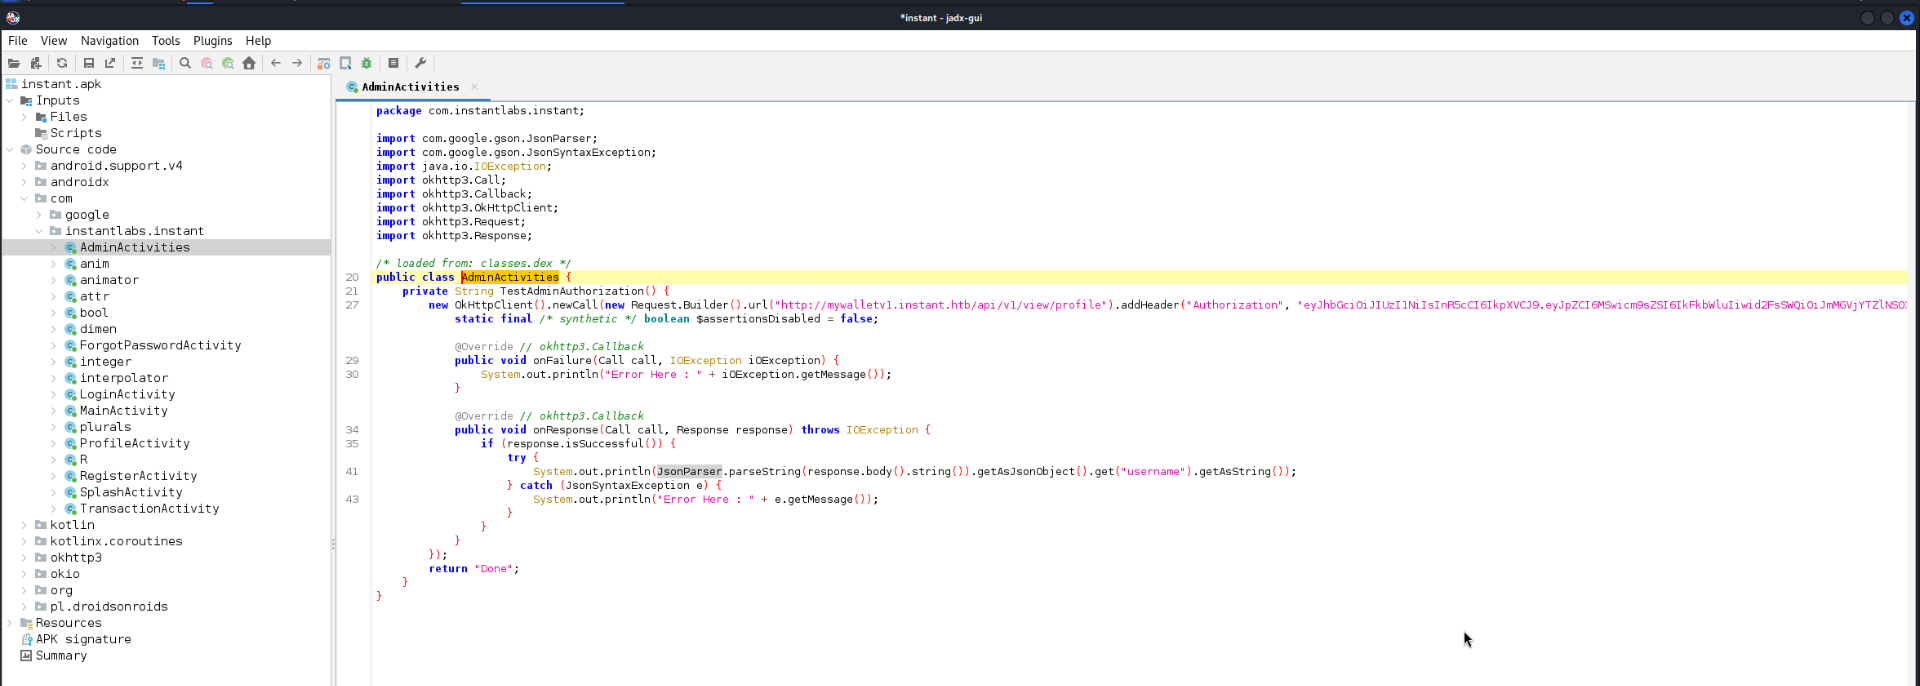 *instant - jadx-gui
File View Navigation Tools Plugins Help
instant.apk
Inputs
Files
Scripts
Source code
android.support.v4
androidx
com
google
instantlabs.instant
AdminActivities
anim
animator
attr
bool
dimen
ForgotPasswordActivity
integer
interpolator
LoginActivity
MainActivity
plurals
ProfileActivity
R
RegisterActivity
SplashActivity
TransactionActivity
kotlin
kotlinx.coroutines
okhttp3
okio
org
pl.droidsonroids
Resources
APK signature
Summary
AdminActivities
package com.instantlabs.instant;
import com.google.gson.JsonParser;
import com.google.gson.JsonSyntaxException;
import java.io.IOException;
import okhttp3.Call;
import okhttp3.Callback;
import okhttp3.OkHttpClient;
import okhttp3.Request;
import okhttp3.Response;
/* loaded from: classes.dex */
20 public class AdminActivities {
21 private String TestAdminAuthorization() {
27 new OkHttpClient().newCall(new Request.Builder().url("http://mywalletv1.instant.htb/api/v1/view/profile").addHeader("Authorization", "eyJhbGciOiJIUzI1NiIsInR5cCI6IkpXVCJ9.eyJpZCI6MSwicm9sZSI6IkFkbWluIiwid2FsSWQiOiJmMGVjYTZlNS03
static final /* synthetic */ boolean $assertionsDisabled = false;
@Override // okhttp3.Callback
29 public void onFailure(Call call, IOException iOException) {
30 System.out.println("Error Here : " + iOException.getMessage());
}
@Override // okhttp3.Callback
34 public void onResponse(Call call, Response response) throws IOException {
35 if (response.isSuccessful()) {
try {
41 System.out.println(JsonParser.parseString(response.body().string()).getAsJsonObject().get("username").getAsString());
} catch (JsonSyntaxException e) {
43 System.out.println("Error Here : " + e.getMessage());
}
}
}
});
return "Done";
}
}